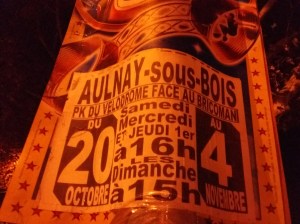 AULNAY-SOUS-BOIS
PK DU VELODROME FACE AU BRICOMAN
DU
20
OCTOBRE
Samedi
Mercredi
ET JEUDI 1er
à 16h
LES
Dimanche
à 15h
AU
4
NOVEMBRE